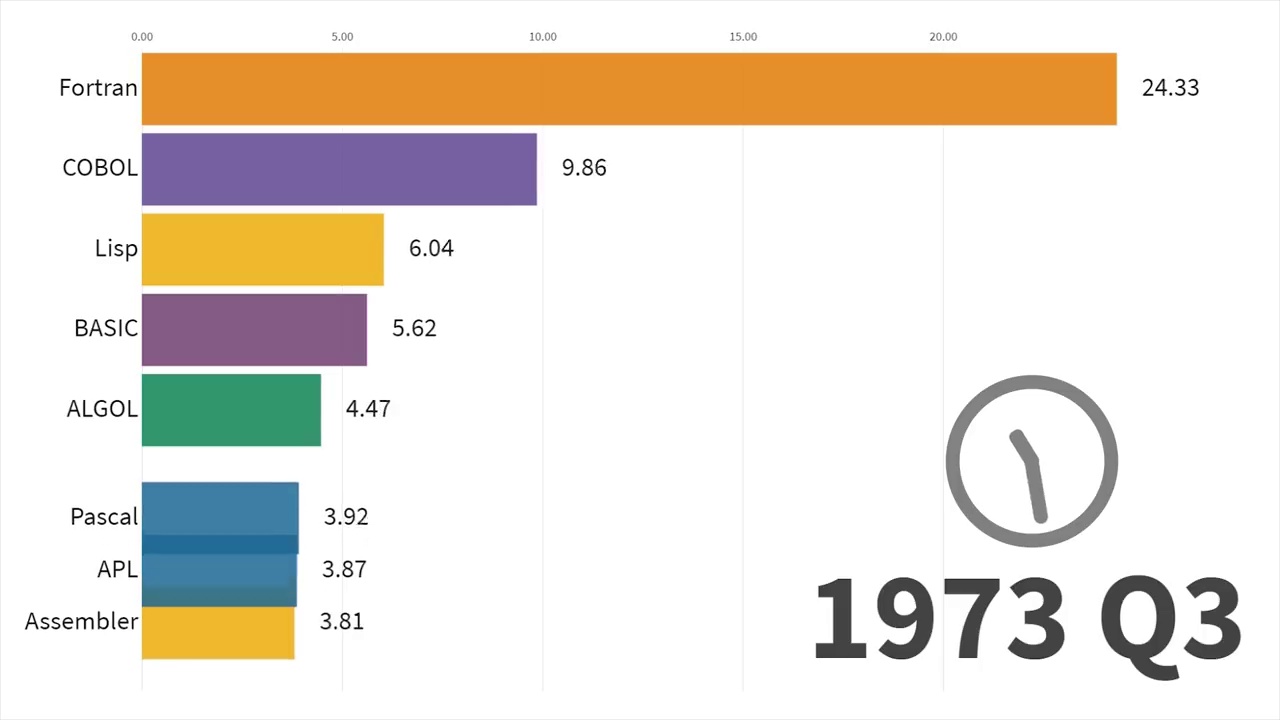 0.00 5.00 10.00 15.00 20.00
Fortran 24.33
COBOL 9.86
Lisp 6.04
BASIC 5.62
ALGOL 4.47
Pascal 3.92
APL 3.87
Assembler 3.81
1973 Q3